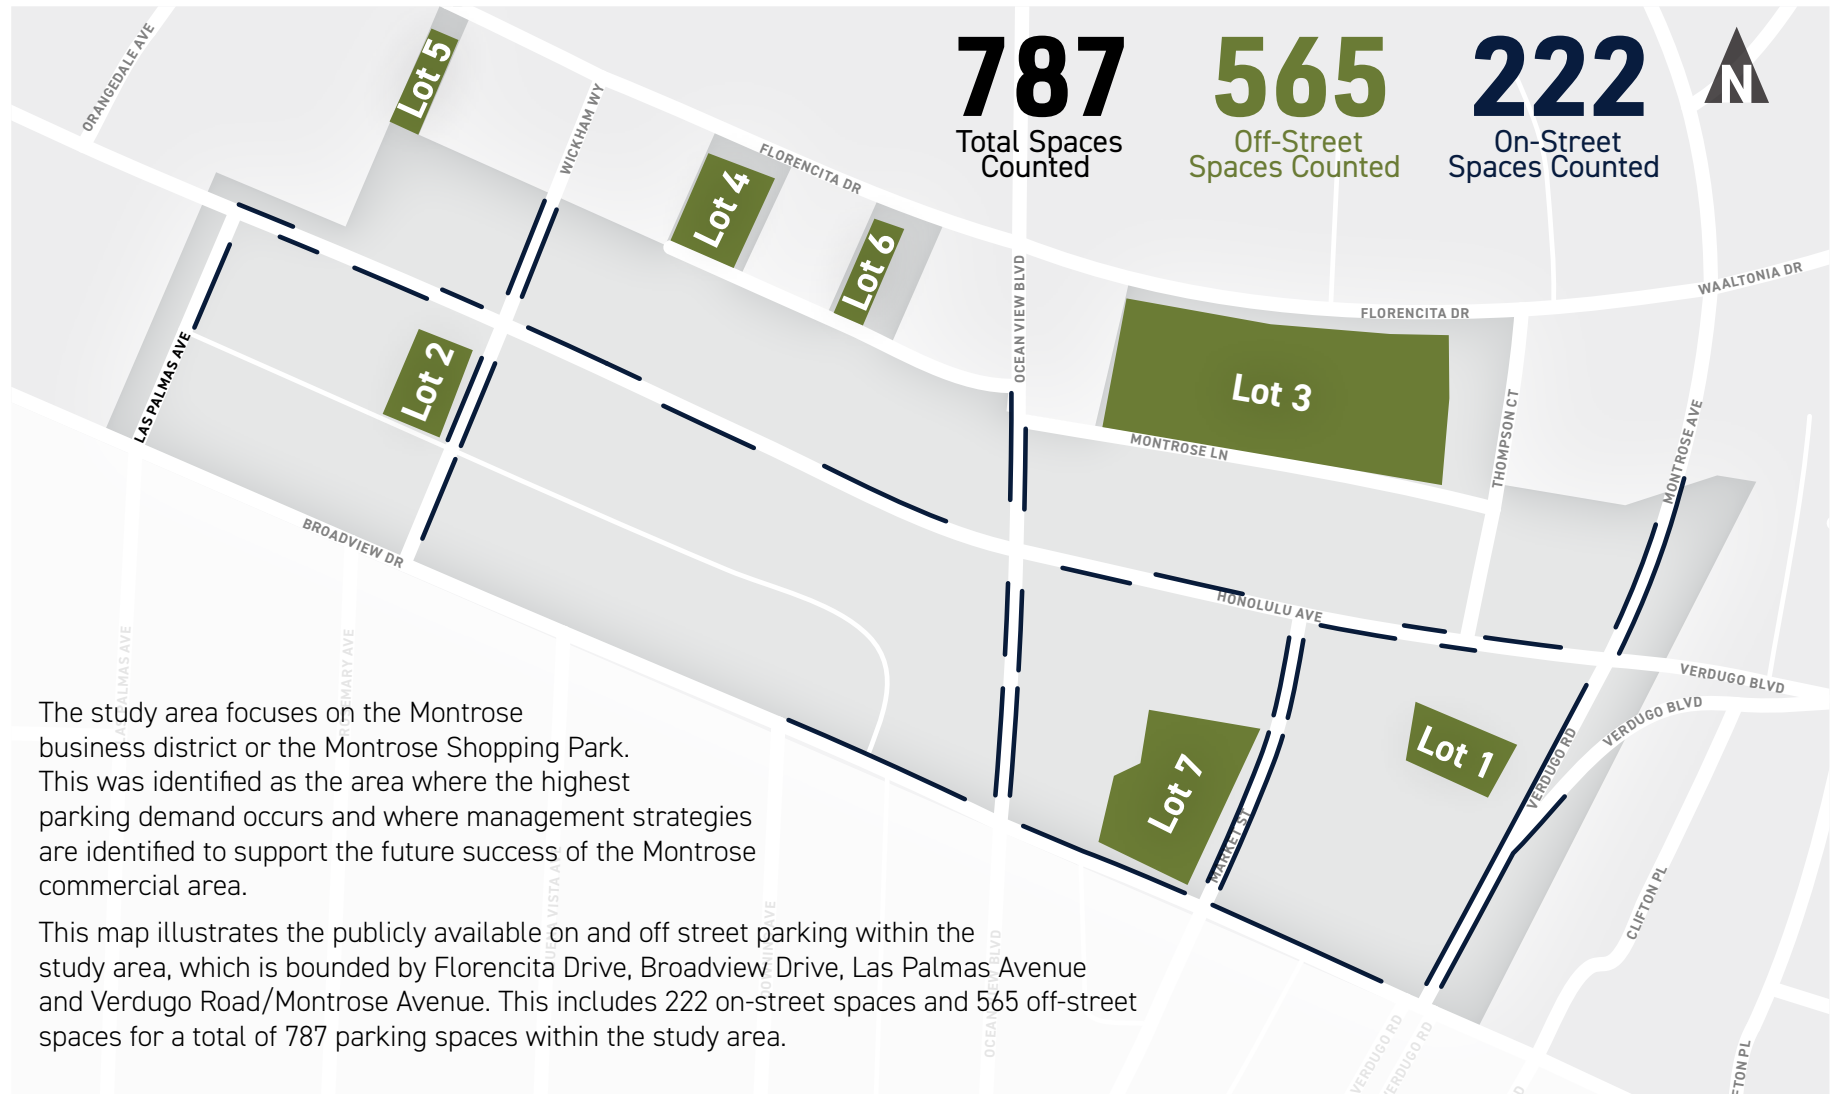 787
Total Spaces
Counted
565
Off-Street
Spaces Counted
222
On-Street
Spaces Counted
N
ORANGEDALE AVE
Lot 5
WICKHAM WY
FLORENCITA DR
Lot 4
Lot 6
OCEAN VIEW BLVD
WAALTONIA DR
FLORENCITA DR
Lot 3
Lot 2
LAS PALMAS AVE
MONTROSE LN
THOMPSON CT
MONTROSE AVE
BROADVIEW DR
HONOLULU AVE
VERDUGO BLVD
VERDUGO BLVD
Lot 1
VERDUGO RD
Lot 7
MARKET ST
CLIFTON PL
The study area focuses on the Montrose
business district or the Montrose Shopping Park.
This was identified as the area where the highest
parking demand occurs and where management strategies
are identified to support the future success of the Montrose
commercial area.
This map illustrates the publicly available on and off street parking within the
study area, which is bounded by Florencita Drive, Broadview Drive, Las Palmas Avenue
and Verdugo Road/Montrose Avenue. This includes 222 on-street spaces and 565 off-street
spaces for a total of 787 parking spaces within the study area.
VERDUGO RD
VERDUGO RD